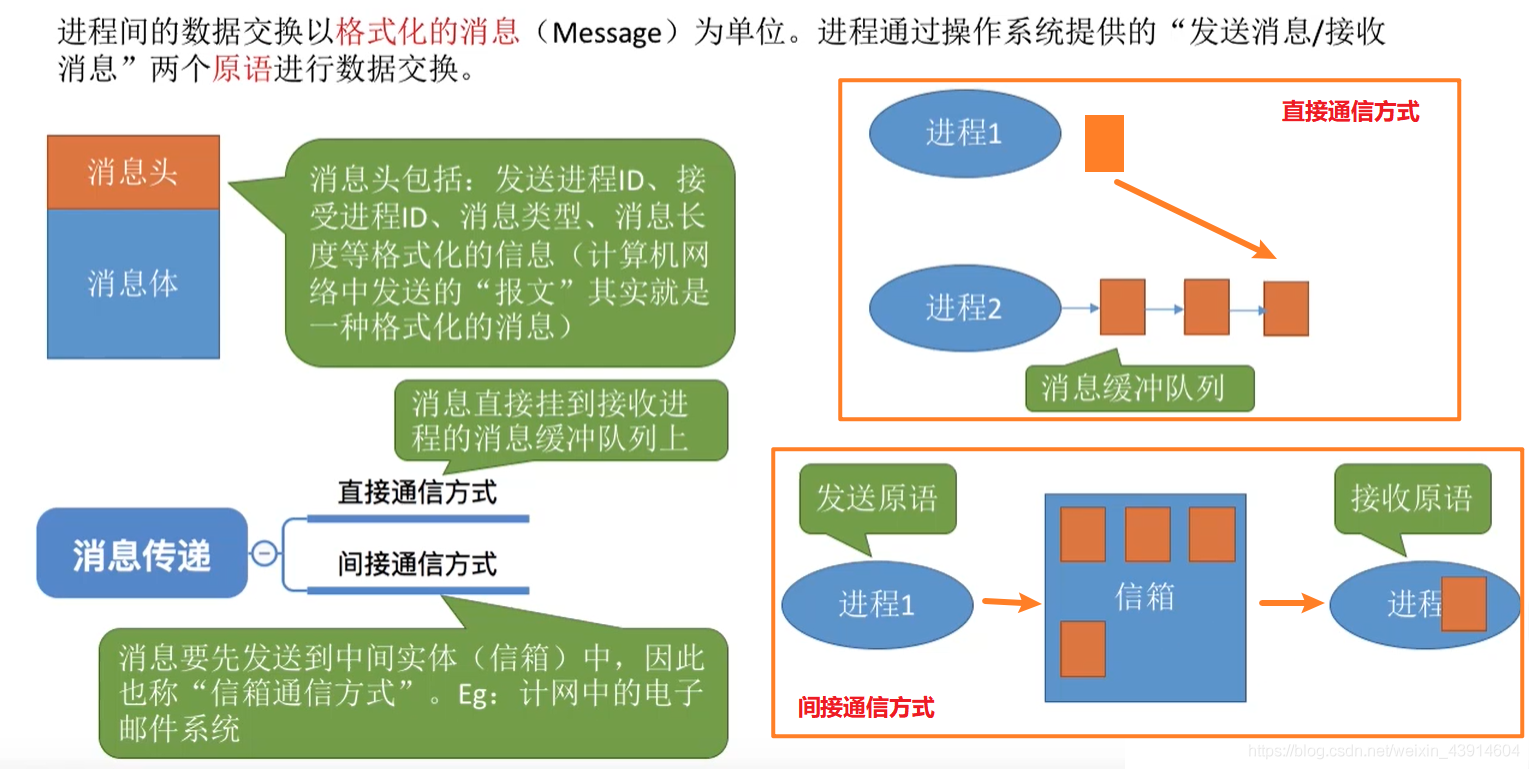 进程间的数据交换以格式化的消息（Message）为单位。进程通过操作系统提供的“发送消息/接收
消息”两个原语进行数据交换。
消息头
消息体
消息头包括：发送进程ID、接
受进程ID、消息类型、消息长
度等格式化的信息（计算机网
络中发送的“报文”其实就是
一种格式化的消息）
直接通信方式
进程1
进程2
消息缓冲队列
消息直接挂到接收进
程的消息缓冲队列上
直接通信方式
消息传递
间接通信方式
消息要先发送到中间实体（信箱）中，因此
也称“信箱通信方式”。Eg：计网中的电子
邮件系统
发送原语
接收原语
进程1
信箱
进程
间接通信方式
https://blog.csdn.net/weixin_43914604